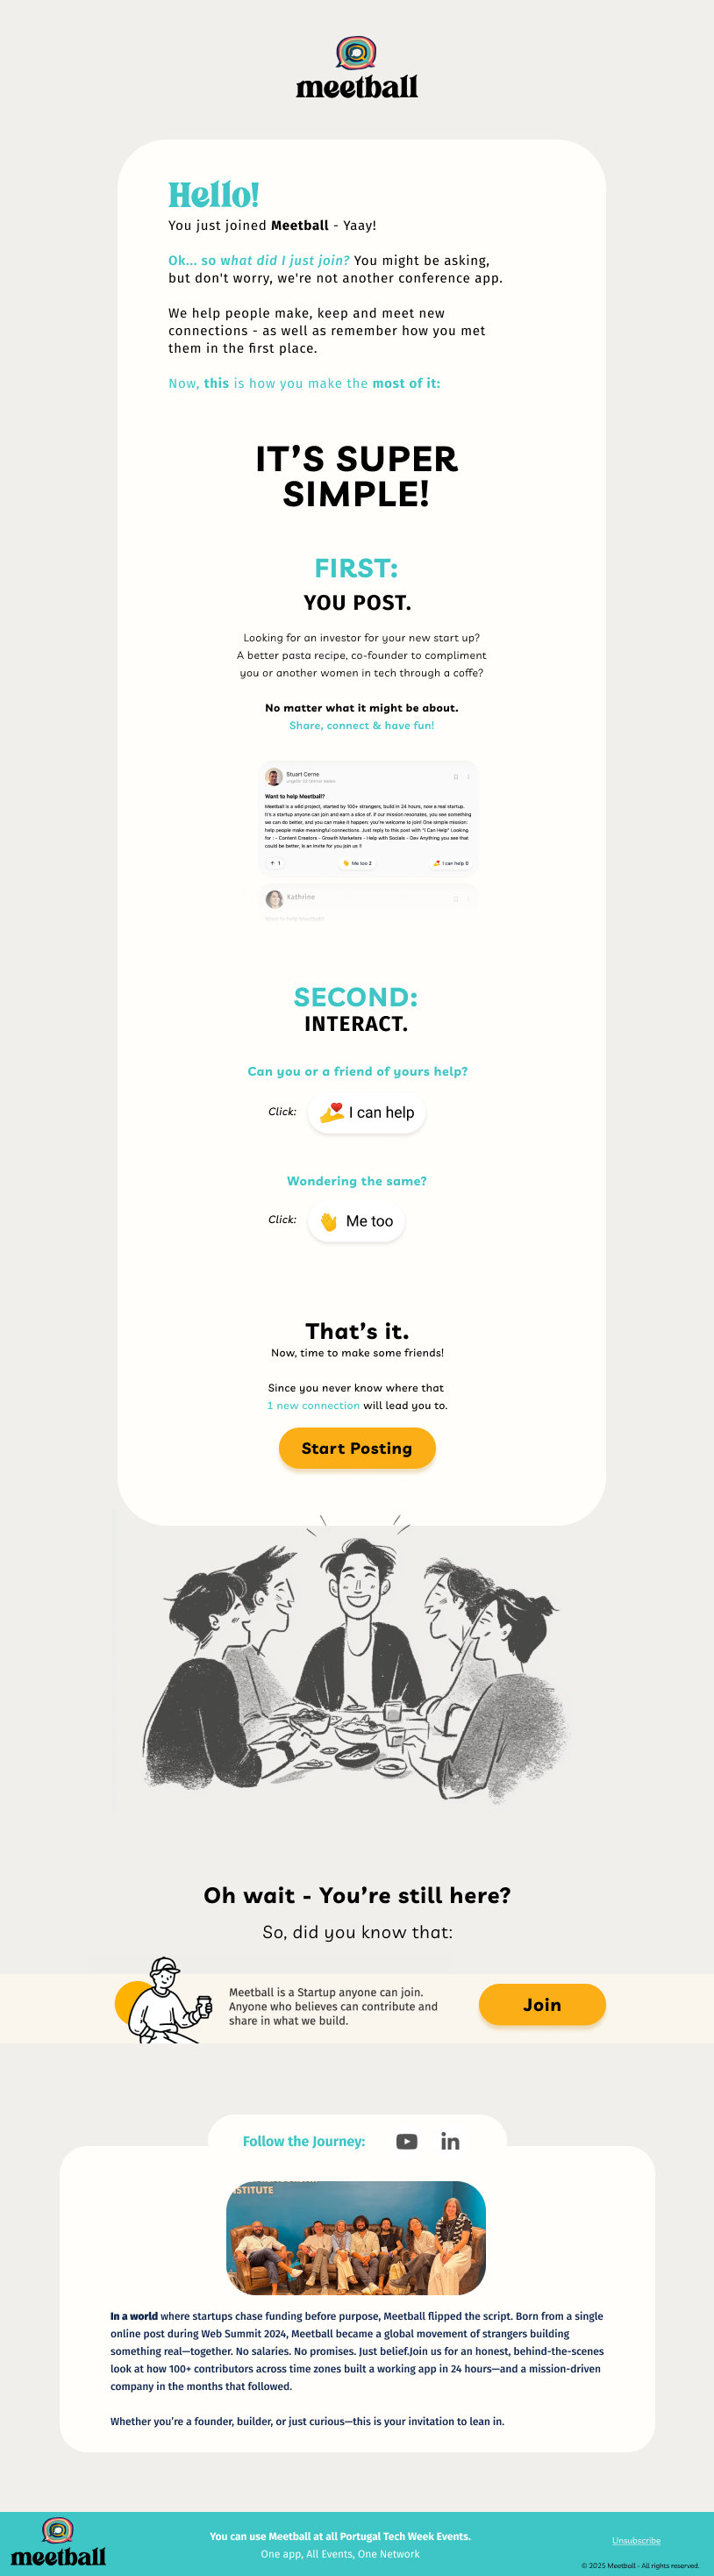 meetball
Hello!
You just joined Meetball - Yaay!
Ok... so what did I just join? You might be asking,
but don't worry, we're not another conference app.
We help people make, keep and meet new
connections - as well as remember how you met
them in the first place.
Now, this is how you make the most of it:
IT'S SUPER
SIMPLE!
FIRST:
YOU POST.
Looking for an investor for your new start up?
A better pasta recipe, co-founder to compliment
you or another women in tech through a coffe?
No matter what it might be about.
Share, connect & have fun!
Stuart Cerne
Want to help Meetball?
Meetball is a wild project, started by 100+ strangers, build in 24 hours, now a real startup.
It's a startup anyone can join and earn a slice of. If our mission resonates, you see something
we can do better, and you can make it happen: you're welcome to join! One simple mission:
help people make meaningful connections. Just reply to this post with "I Can Help" Looking
for : - Content Creators - Growth Marketers - Help with Socials - Dev Anything you see that
could be better, is an invite for you join us !!
1
Me too 2
I can help 0
Kathrine
Want to help Meetball?
SECOND:
INTERACT.
Can you or a friend of yours help?
Click:
I can help
Wondering the same?
Click:
Me too
That's it.
Now, time to make some friends!
Since you never know where that
1 new connection will lead you to.
Start Posting
Oh wait - You're still here?
So, did you know that:
Meetball is a Startup anyone can join.
Anyone who believes can contribute and
share in what we build.
Join
Follow the Journey:
in
STITUTE
In a world where startups chase funding before purpose, Meetball flipped the script. Born from a single
online post during Web Summit 2024, Meetball became a global movement of strangers building
something real—together. No salaries. No promises. Just belief.Join us for an honest, behind-the-scenes
look at how 100+ contributors across time zones built a working app in 24 hours—and a mission-driven
company in the months that followed.
Whether you're a founder, builder, or just curious—this is your invitation to lean in.
meetball
You can use Meetball at all Portugal Tech Week Events.
One app, All Events, One Network
Unsubscribe
© 2025 Meetball - All rights reserved.